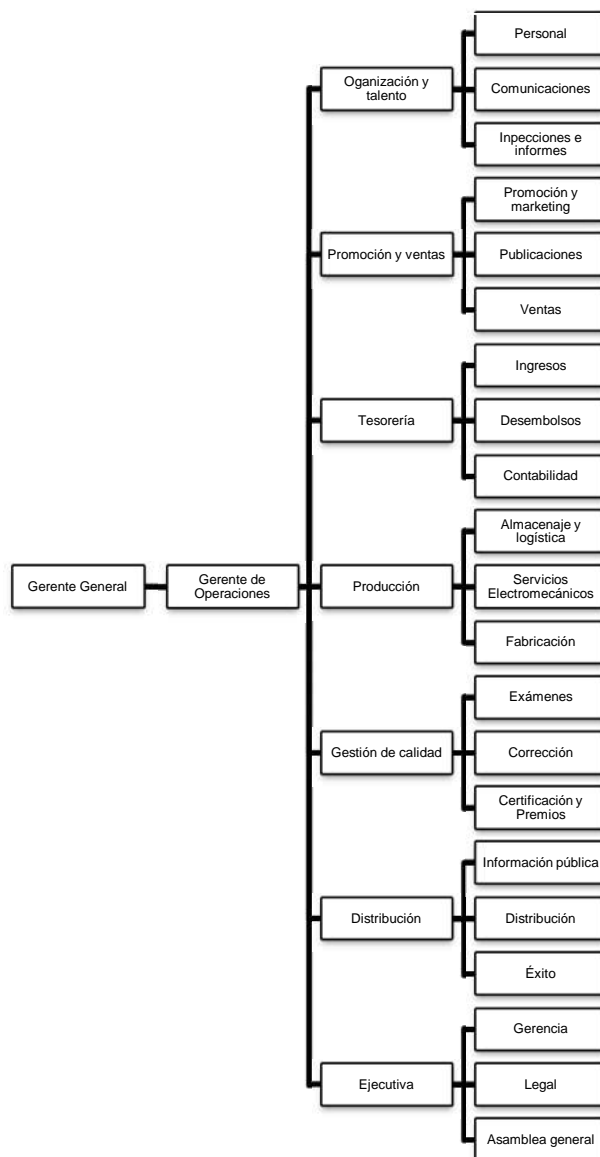 Gerente General
Gerente de
Operaciones
Oganización y
talento
Personal
Comunicaciones
Inpecciones e
informes
Promoción y ventas
Promoción y
marketing
Publicaciones
Ventas
Tesorería
Ingresos
Desembolsos
Contabilidad
Producción
Almacenaje y
logística
Servicios
Electromecánicos
Fabricación
Gestión de calidad
Exámenes
Corrección
Certificación y
Premios
Distribución
Información pública
Distribución
Éxito
Ejecutiva
Gerencia
Legal
Asamblea general